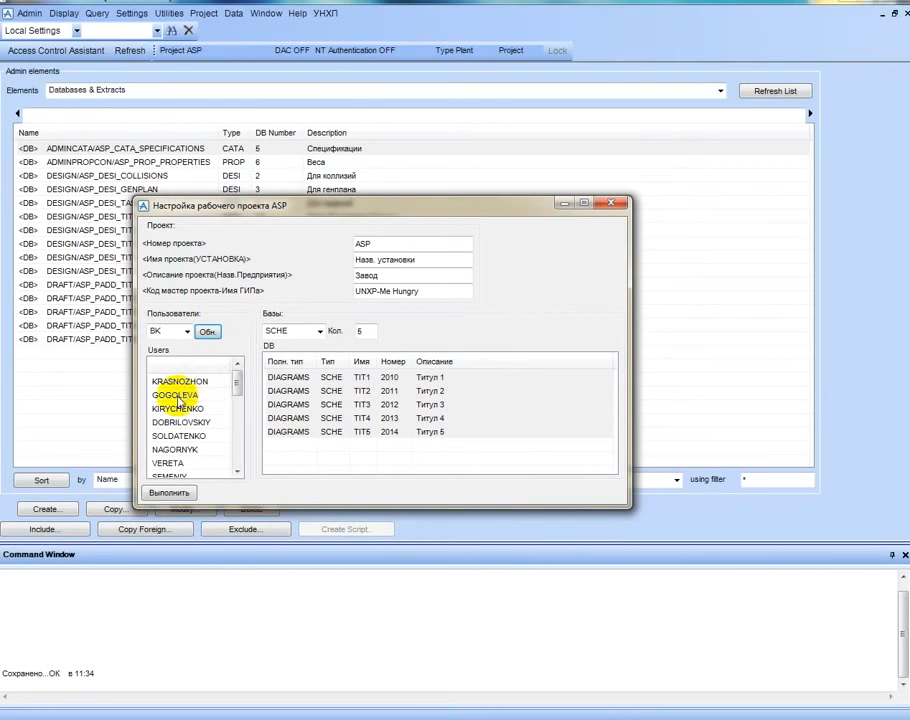 Admin Display Query Settings Utilities Project Data Window Help УНХП
Local Settings
Access Control Assistant Refresh Project ASP DAC OFF NT Authentication OFF Type Plant Project Lock
Admin elements
Elements Databases & Extracts Refresh List
Name Type DB Number Description
<DB> ADMINCATA/ASP_CATA_SPECIFICATIONS CATA 5 Спецификации
<DB> ADMINPROPCON/ASP_PROP_PROPERTIES PROP 6 Веса
<DB> DESIGN/ASP_DESI_COLLISIONS DESI 2 Для коллизий
<DB> DESIGN/ASP_DESI_GENPLAN DESI 3 Для генплана
<DB> DESIGN/ASP_DESI_TA
<DB> DESIGN/ASP_DESI_TIT
<DB> DESIGN/ASP_DESI_TIT
<DB> DESIGN/ASP_DESI_TIT
<DB> DESIGN/ASP_DESI_TIT
<DB> DESIGN/ASP_DESI_TIT
<DB> DRAFT/ASP_PADD_TIT
<DB> DRAFT/ASP_PADD_TIT
<DB> DRAFT/ASP_PADD_TIT
<DB> DRAFT/ASP_PADD_TIT
<DB> DRAFT/ASP_PADD_TIT
Настройка рабочего проекта ASP
Проект:
<Номер проекта> ASP
<Имя проекта(УСТАНОВКА)> Назв. установки
<Описание проекта(Назв.Предприятия)> Завод
<Код мастер проекта-Имя ГИПа> UNXP-Me Hungry
Пользователи: Базы:
BK Обн. SCHE Кол. 5
Users DB
Полн. тип Тип Имя Номер Описание
DIAGRAMS SCHE TIT1 2010 Титул 1
DIAGRAMS SCHE TIT2 2011 Титул 2
DIAGRAMS SCHE TIT3 2012 Титул 3
DIAGRAMS SCHE TIT4 2013 Титул 4
DIAGRAMS SCHE TIT5 2014 Титул 5
KRASNOZHON
GOGOLEVA
KIRYCHENKO
DOBRILOVSKIY
SOLDATENKO
NAGORNYK
VERETA
SEMENIY
Выполнить
Sort by Name using filter *
Create... Copy...
Include... Copy Foreign... Exclude... Create Script...
Command Window
Сохранено...ОК в 11:34